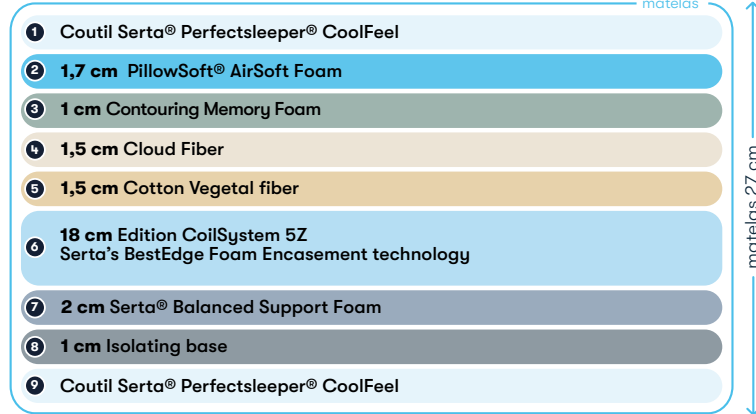 matelas
1 Coutil Serta® Perfectsleeper® CoolFeel
2 1,7 cm PillowSoft® AirSoft Foam
3 1 cm Contouring Memory Foam
4 1,5 cm Cloud Fiber
5 1,5 cm Cotton Vegetal fiber
6 18 cm Edition CoilSystem 5Z
Serta's BestEdge Foam Encasement technology
7 2 cm Serta® Balanced Support Foam
8 1 cm Isolating base
9 Coutil Serta® Perfectsleeper® CoolFeel
matelas 27 cm